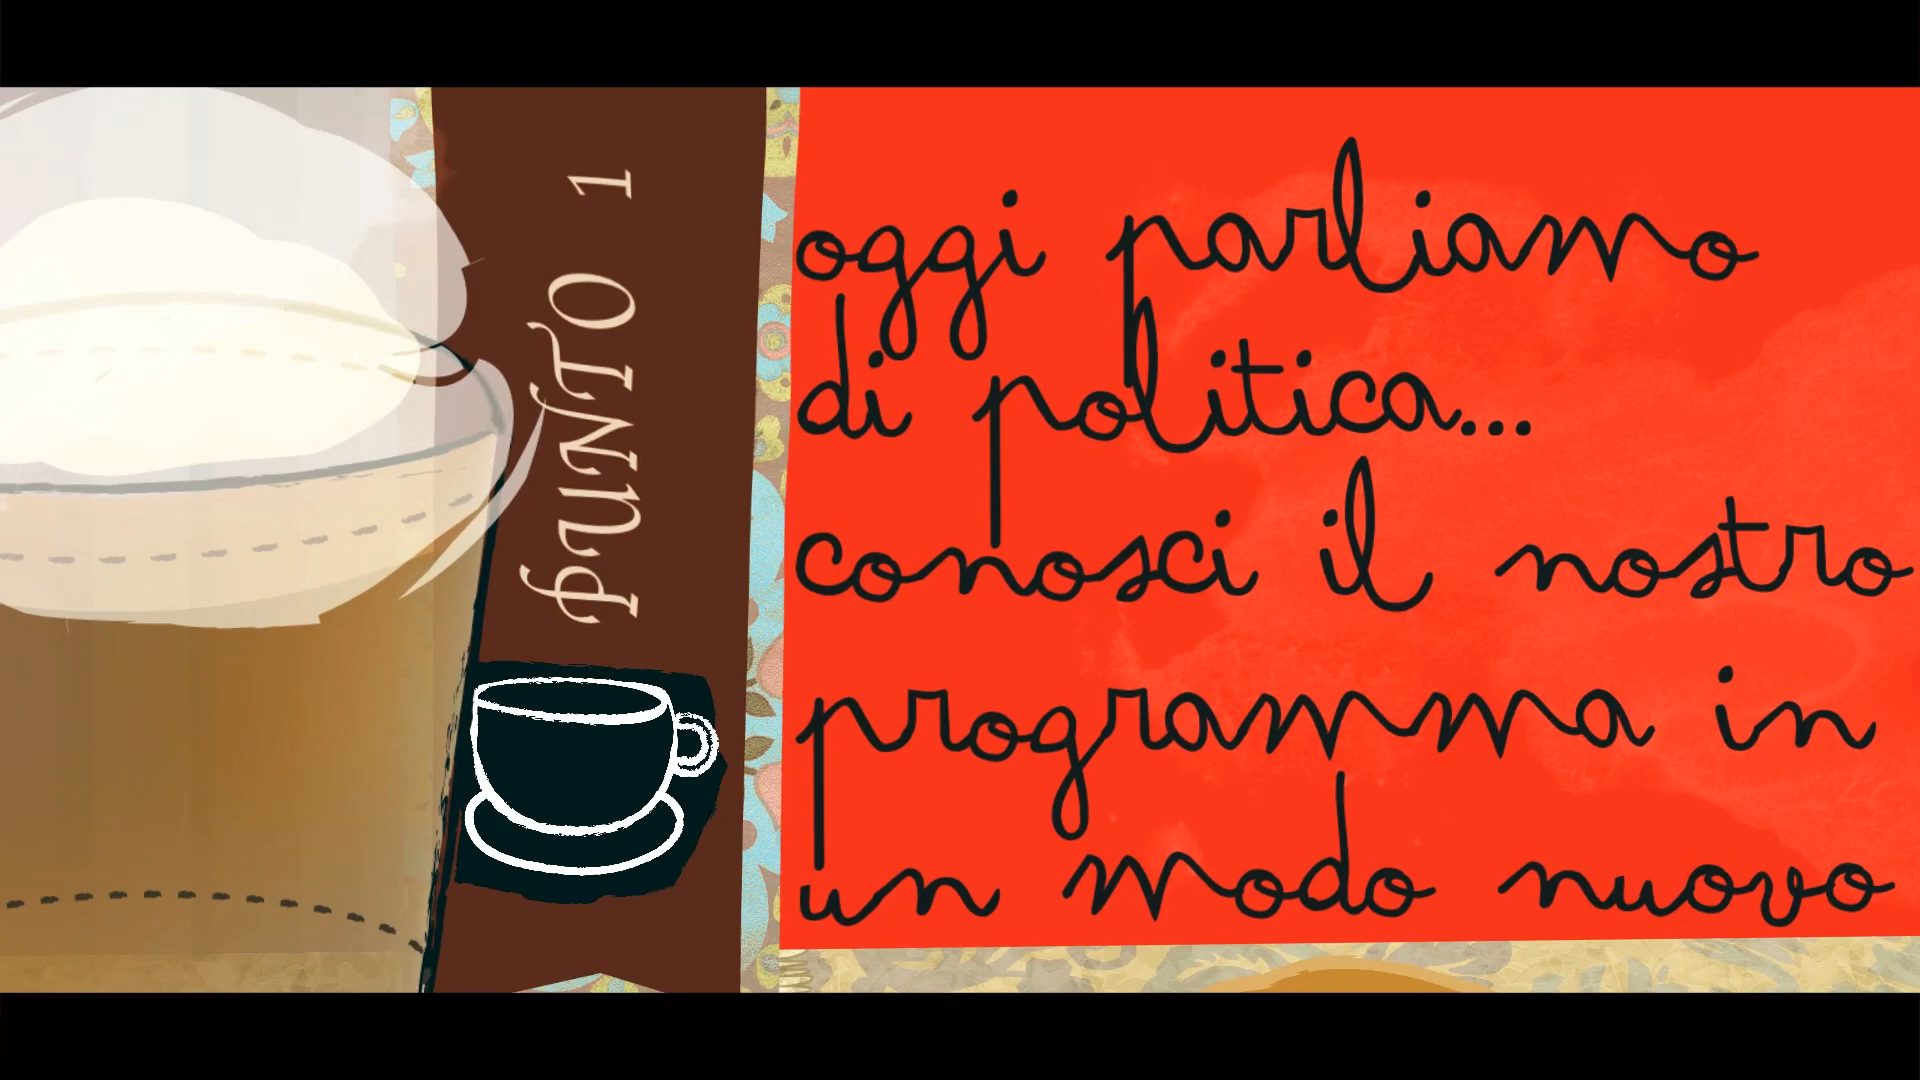 PUNTO 1
oggi parliamo
di politica...
conosci il nostro
programma in
un modo nuovo